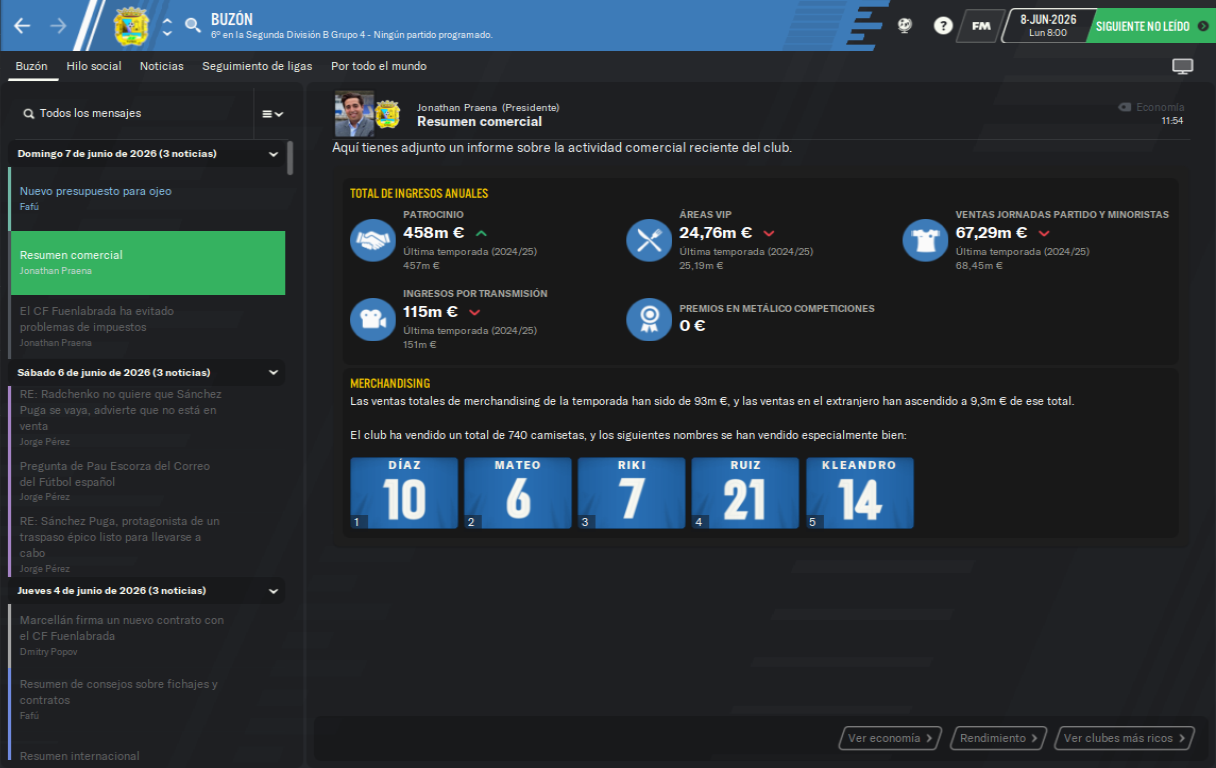 BUZÓN
6º en la Segunda División B Grupo 4 - Ningún partido programado.
?
FM
8-JUN-2026
Lun 8:00
SIGUIENTE NO LEÍDO
Buzón
Hilo social
Noticias
Seguimiento de ligas
Por todo el mundo
Todos los mensajes
Domingo 7 de junio de 2026 (3 noticias)
Nuevo presupuesto para ojeo
Fafú
Resumen comercial
Jonathan Praena
El CF Fuenlabrada ha evitado
problemas de impuestos
Jonathan Praena
Sábado 6 de junio de 2026 (3 noticias)
RE: Radchenko no quiere que Sánchez
Puga se vaya, advierte que no está en
venta
Jorge Pérez
Pregunta de Pau Escorza del Correo
del Fútbol español
Jorge Pérez
RE: Sánchez Puga, protagonista de un
traspaso épico listo para llevarse a
cabo
Jorge Pérez
Jueves 4 de junio de 2026 (3 noticias)
Marcellán firma un nuevo contrato con
el CF Fuenlabrada
Dmitry Popov
Resumen de consejos sobre fichajes y
contratos
Fafú
Resumen internacional
Jonathan Praena (Presidente)
Resumen comercial
Economía
11:54
Aquí tienes adjunto un informe sobre la actividad comercial reciente del club.
TOTAL DE INGRESOS ANUALES
PATROCINIO
458m €
Última temporada (2024/25)
457m €
ÁREAS VIP
24,76m €
Última temporada (2024/25)
25,19m €
VENTAS JORNADAS PARTIDO Y MINORISTAS
67,29m €
Última temporada (2024/25)
68,45m €
INGRESOS POR TRANSMISIÓN
115m €
Última temporada (2024/25)
151m €
PREMIOS EN METÁLICO COMPETICIONES
0 €
MERCHANDISING
Las ventas totales de merchandising de la temporada han sido de 93m €, y las ventas en el extranjero han ascendido a 9,3m € de ese total.
El club ha vendido un total de 740 camisetas, y los siguientes nombres se han vendido especialmente bien:
DÍAZ
10
1
MATEO
6
2
RIKI
7
3
RUIZ
21
4
KLEANDRO
14
5
Ver economía
Rendimiento
Ver clubes más ricos